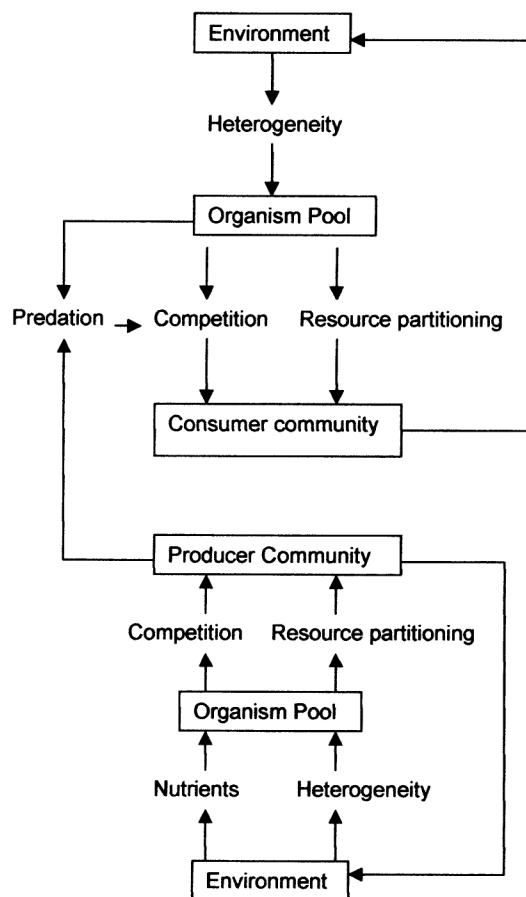 Environment
Heterogeneity
Organism Pool
Predation
Competition
Resource partitioning
Consumer community
Producer Community
Competition
Resource partitioning
Organism Pool
Nutrients
Heterogeneity
Environment